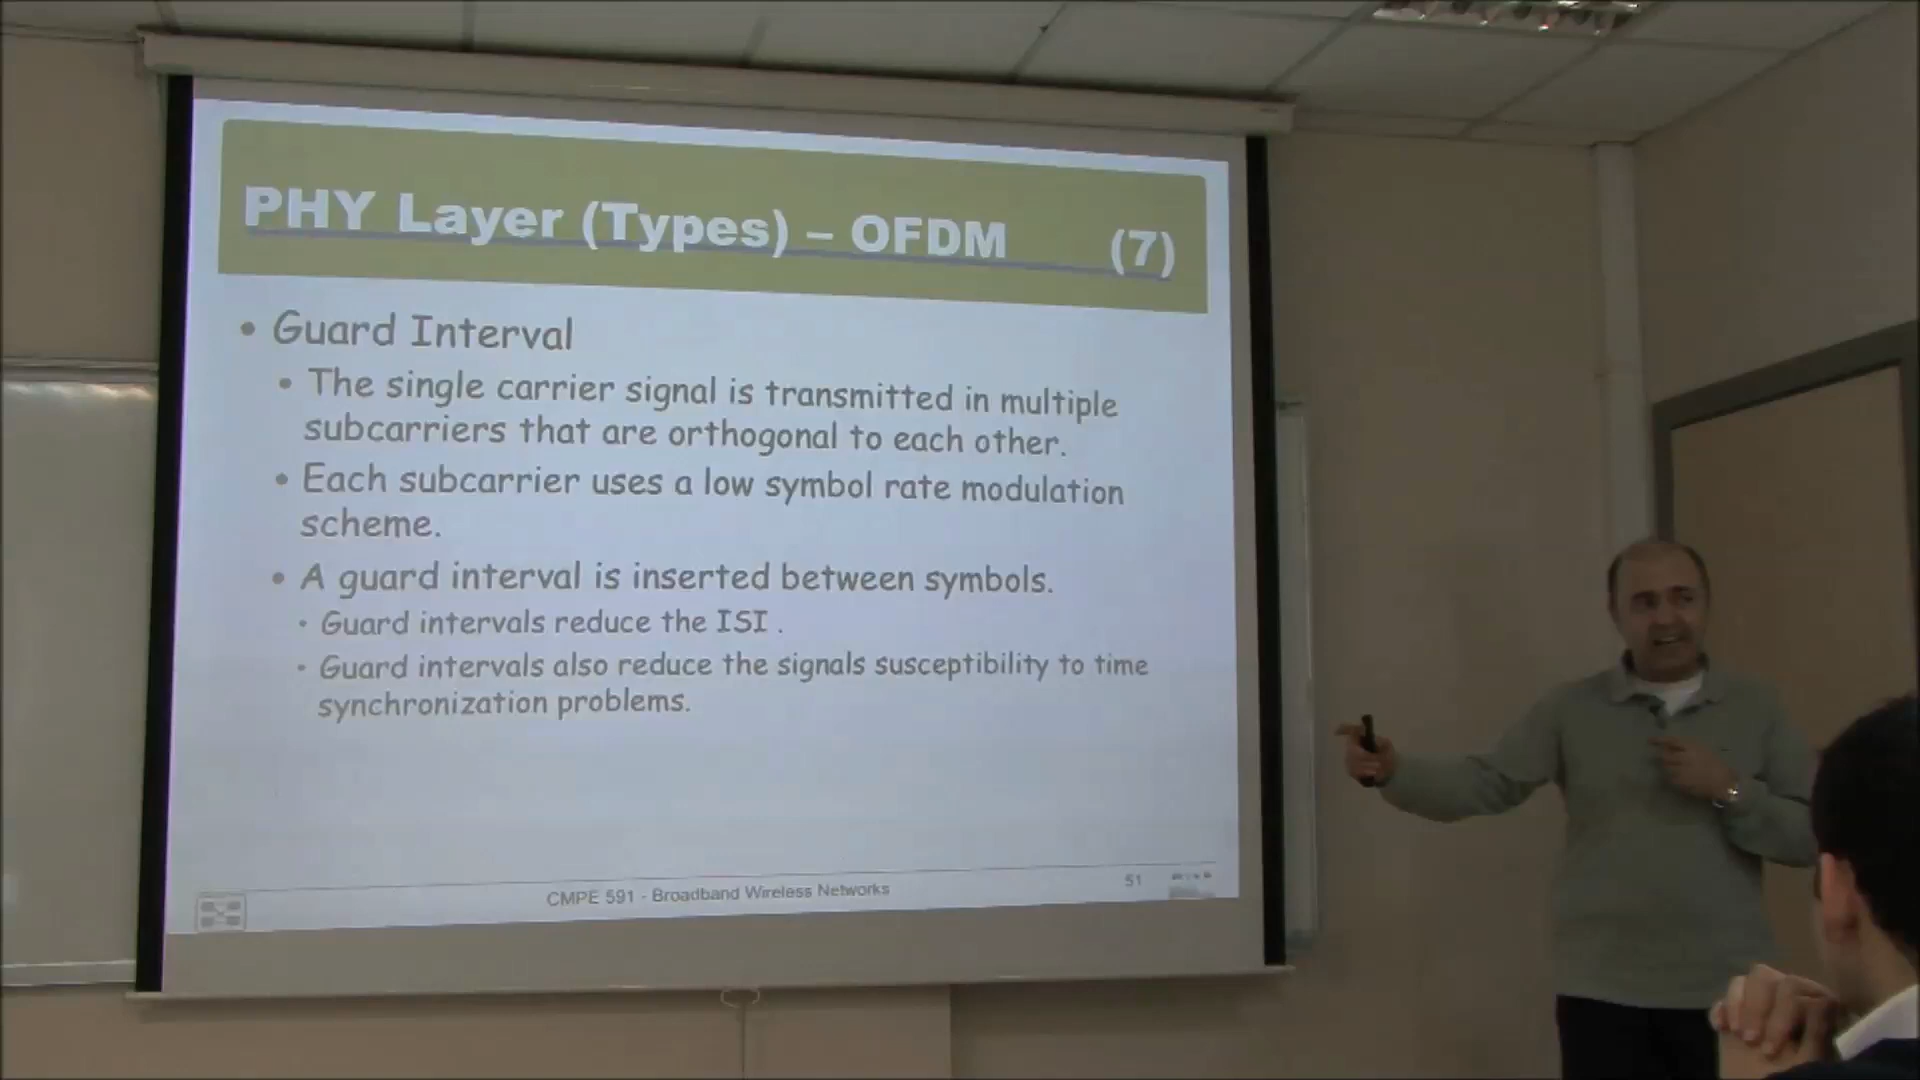 PHY Layer (Types) – OFDM (7)
• Guard Interval
• The single carrier signal is transmitted in multiple
subcarriers that are orthogonal to each other.
• Each subcarrier uses a low symbol rate modulation
scheme.
• A guard interval is inserted between symbols.
• Guard intervals reduce the ISI .
• Guard intervals also reduce the signals susceptibility to time
synchronization problems.
CMPE 591 - Broadband Wireless Networks
51